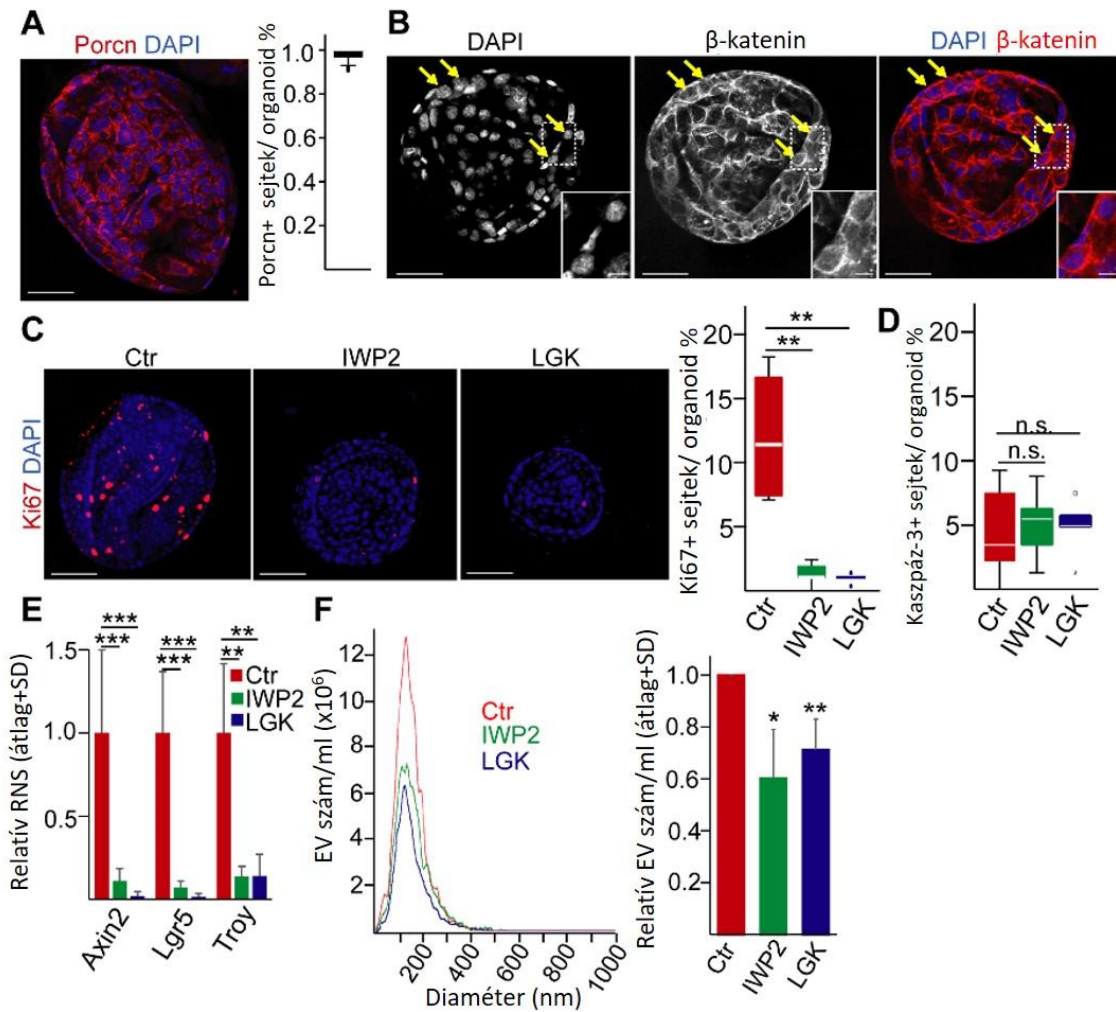 A
Porcn DAPI
Porcn+ sejtek/ organoid %
1.0
0.8
0.6
0.4
0.2
B
DAPI
β-katenin
DAPI β-katenin
C
Ctr
IWP2
LGK
Ki67 DAPI
Ki67+ sejtek/ organoid %
20
15
10
5
**
**
Ctr
IWP2
LGK
D
Kaszpáz-3+ sejtek/ organoid %
20
15
10
5
n.s.
n.s.
Ctr
IWP2
LGK
E
Relatív RNS (átlag+SD)
1.5
1.0
0.5
***
***
***
***
**
**
Ctr
IWP2
LGK
Axin2
Lgr5
Troy
F
EV szám/ml (x10⁶)
12
10
8
6
4
2
Ctr
IWP2
LGK
200
400
600
800
1000
Diaméter (nm)
Relatív EV szám/ml (átlag+SD)
1.0
0.8
0.6
0.4
0.2
*
**
Ctr
IWP2
LGK